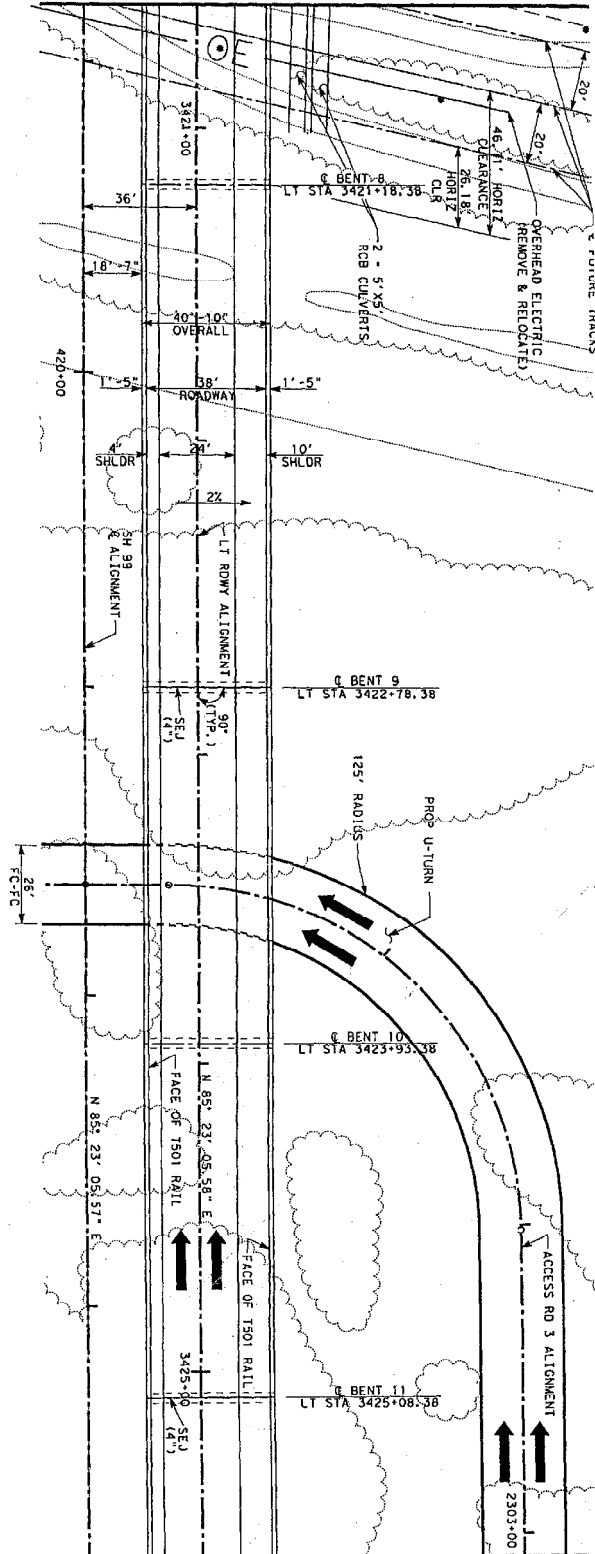 20'
20'
℄ FUTURE TRACKS
46.71' HORIZ
CLEARANCE
26.18'
HORIZ
CLR
OVERHEAD ELECTRIC
(REMOVE & RELOCATE)
3421+00
℄ BENT 8
LT STA 3421+18.38
36'
2 - 5'X5'
RCB CULVERTS
18'-7"
40'-10"
OVERALL
420+00
1'-5"
38'
ROADWAY
1'-5"
4'
SHLDR
24'
10'
SHLDR
2%
SH 99
℄ ALIGNMENT
LT RDWY ALIGNMENT
℄ BENT 9
LT STA 3422+78.38
SEJ
(4")
90°
(TYP.)
125' RADIUS
PROP U-TURN
26'
FC-FC
℄ BENT 10
LT STA 3423+93.38
FACE OF T501 RAIL
N 85° 23' 05.57" E
N 85° 23' 05.58" E
FACE OF T501 RAIL
ACCESS RD 3 ALIGNMENT
3425+00
℄ BENT 11
LT STA 3425+08.38
SEJ
(4")
2303+00